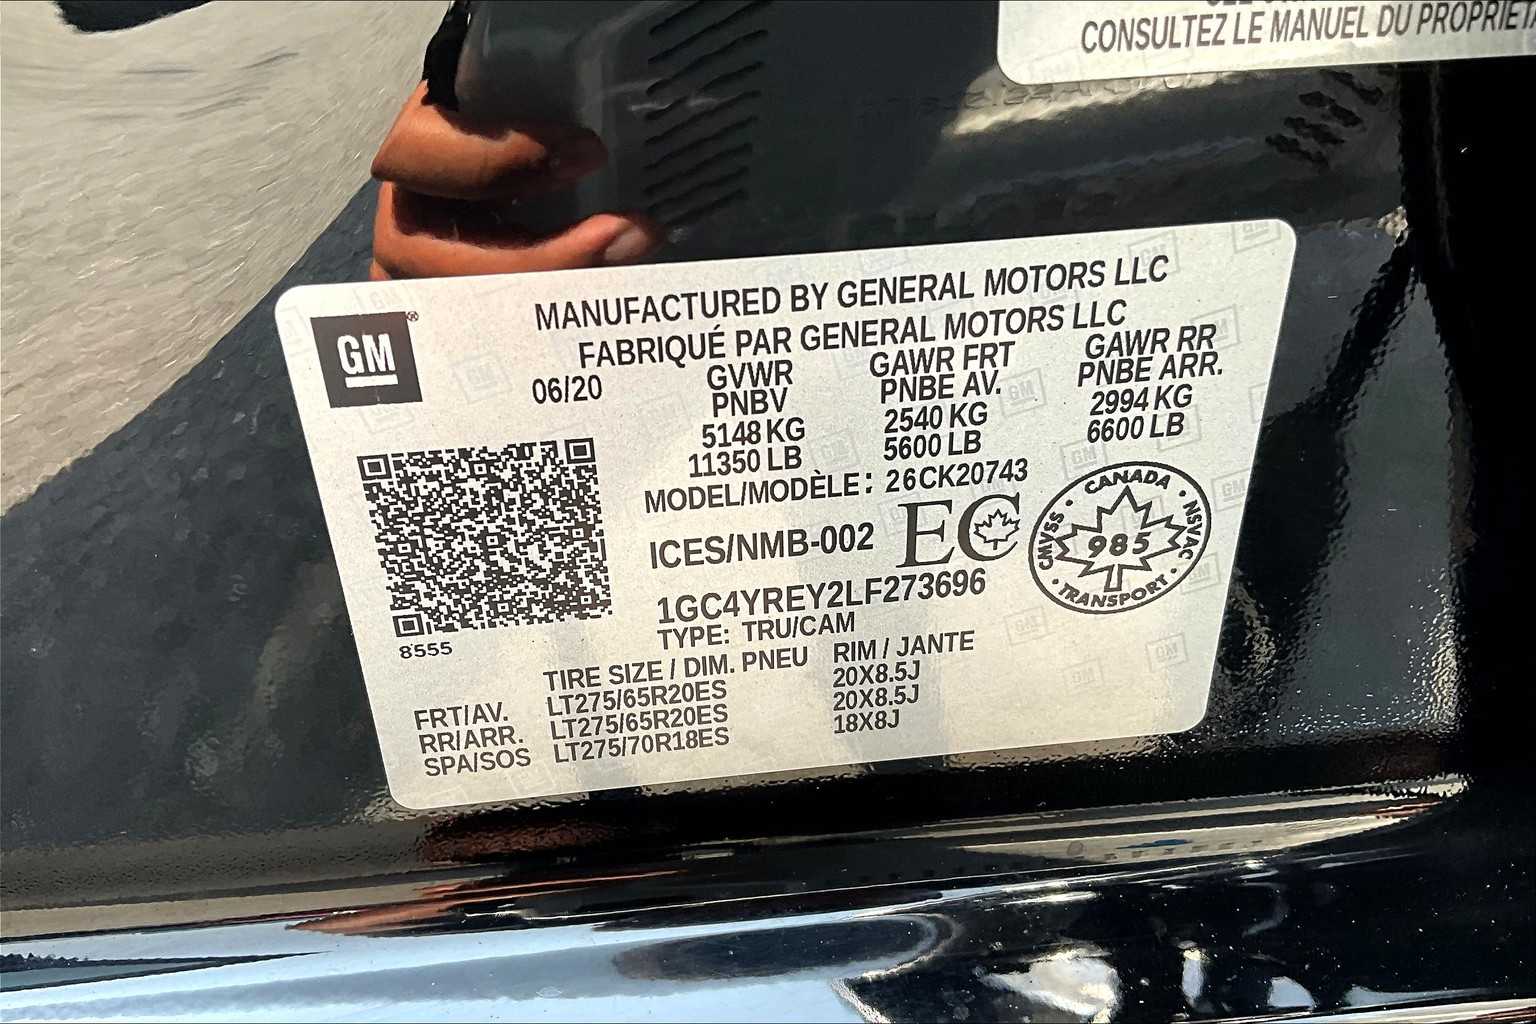 CONSULTEZ LE MANUEL DU PROPRIÉTA
GM®
MANUFACTURED BY GENERAL MOTORS LLC
FABRIQUÉ PAR GENERAL MOTORS LLC
06/20 GVWR GAWR FRT GAWR RR
PNBV PNBE AV. PNBE ARR.
5148 KG 2540 KG 2994 KG
11350 LB 5600 LB 6600 LB
MODEL/MODÈLE: 26CK20743
ICES/NMB-002 EC
CANADA
CMVSS 985 NSVAC
TRANSPORT
1GC4YREY2LF273696
TYPE: TRU/CAM
8555
TIRE SIZE / DIM. PNEU RIM / JANTE
FRT/AV. LT275/65R20ES 20X8.5J
RR/ARR. LT275/65R20ES 20X8.5J
SPA/SOS LT275/70R18ES 18X8J